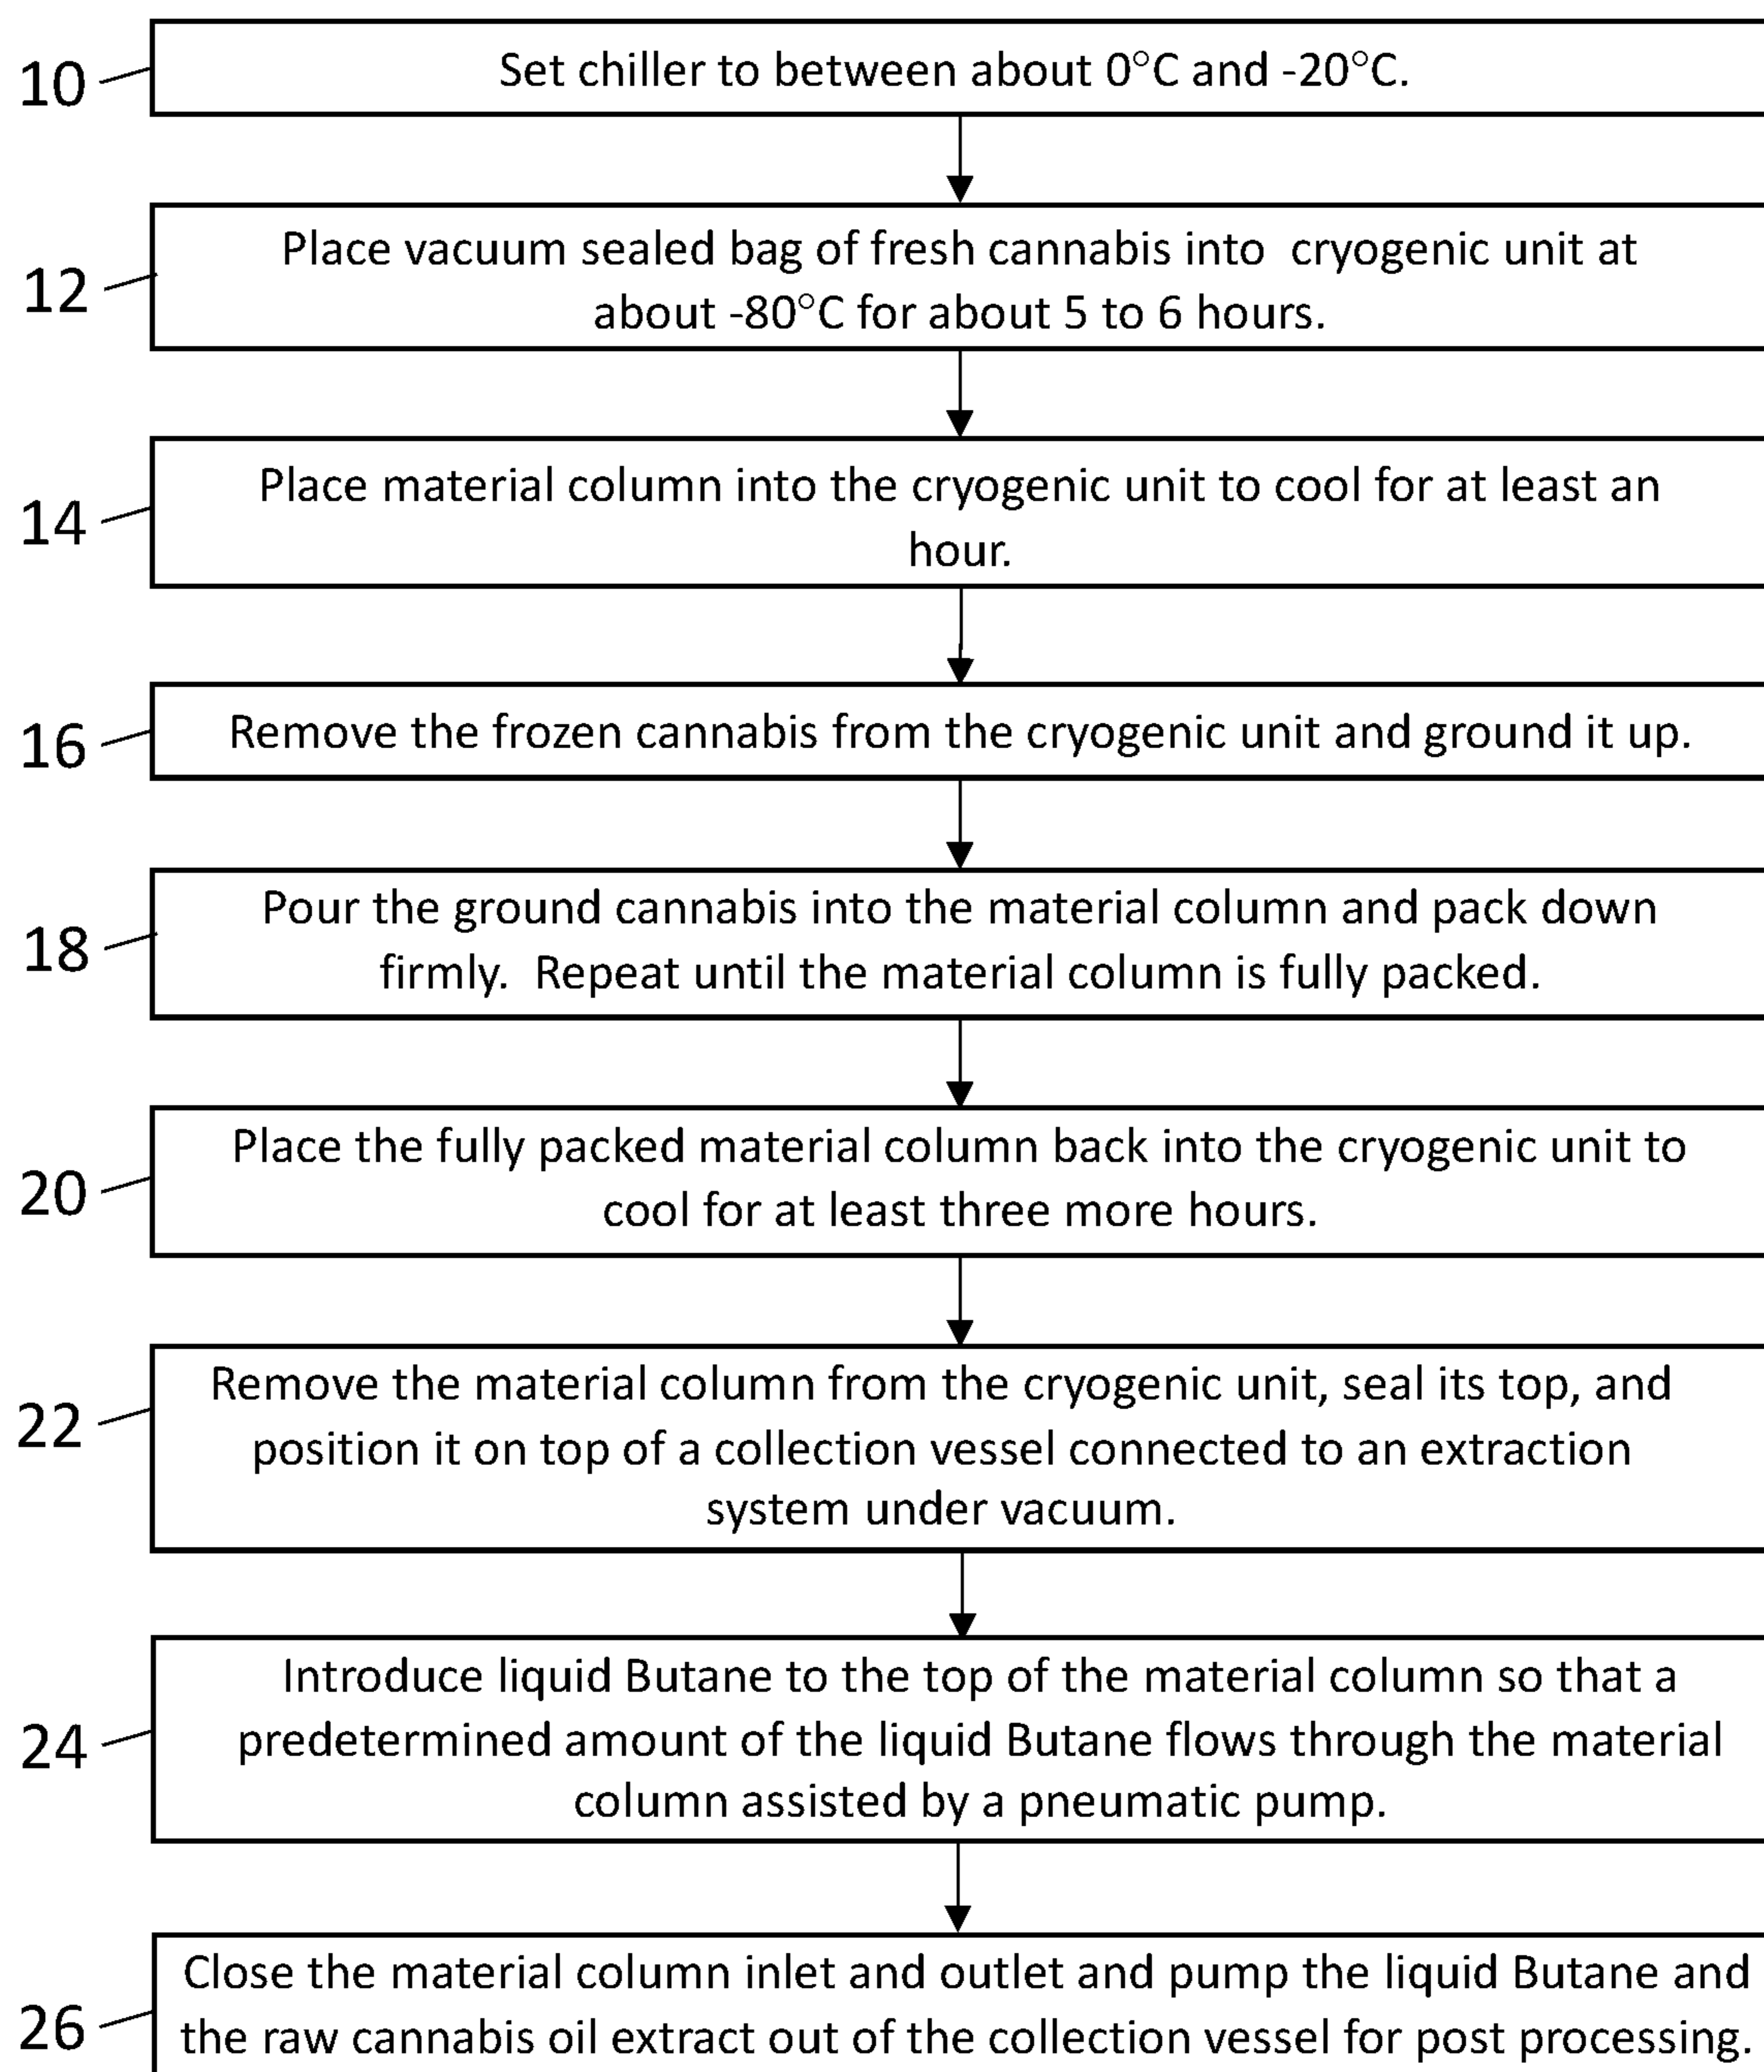 10
Set chiller to between about 0°C and -20°C.
12
Place vacuum sealed bag of fresh cannabis into cryogenic unit at
about -80°C for about 5 to 6 hours.
14
Place material column into the cryogenic unit to cool for at least an
hour.
16
Remove the frozen cannabis from the cryogenic unit and ground it up.
18
Pour the ground cannabis into the material column and pack down
firmly. Repeat until the material column is fully packed.
20
Place the fully packed material column back into the cryogenic unit to
cool for at least three more hours.
22
Remove the material column from the cryogenic unit, seal its top, and
position it on top of a collection vessel connected to an extraction
system under vacuum.
24
Introduce liquid Butane to the top of the material column so that a
predetermined amount of the liquid Butane flows through the material
column assisted by a pneumatic pump.
26
Close the material column inlet and outlet and pump the liquid Butane and
the raw cannabis oil extract out of the collection vessel for post processing.